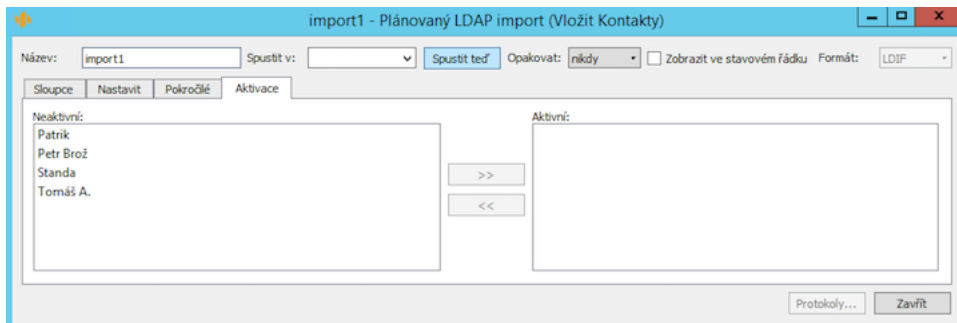 import1 - Plánovaný LDAP import (Vložit Kontakty)
Název: import1 Spustit v: Spustit teď Opakovat: nikdy Zobrazit ve stavovém řádku Formát: LDIF
Sloupce Nastavit Pokročilé Aktivace
Neaktivní: Aktivní:
Patrik
Petr Brož
Standa
Tomáš A.
>>
<<
Protokoly... Zavřít